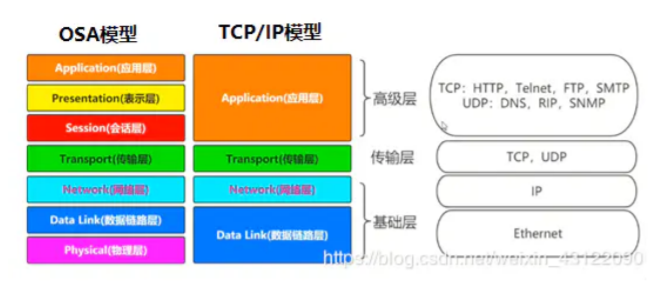 OSA模型
TCP/IP模型
Application(应用层)
Presentation(表示层)
Session(会话层)
Transport(传输层)
Network(网络层)
Data Link(数据链路层)
Physical(物理层)
Application(应用层)
Transport(传输层)
Network(网络层)
Data Link(数据链路层)
高级层
传输层
基础层
TCP: HTTP, Telnet, FTP, SMTP
UDP: DNS, RIP, SNMP
TCP, UDP
IP
Ethernet
https://blog.csdn.net/weixin_43122090